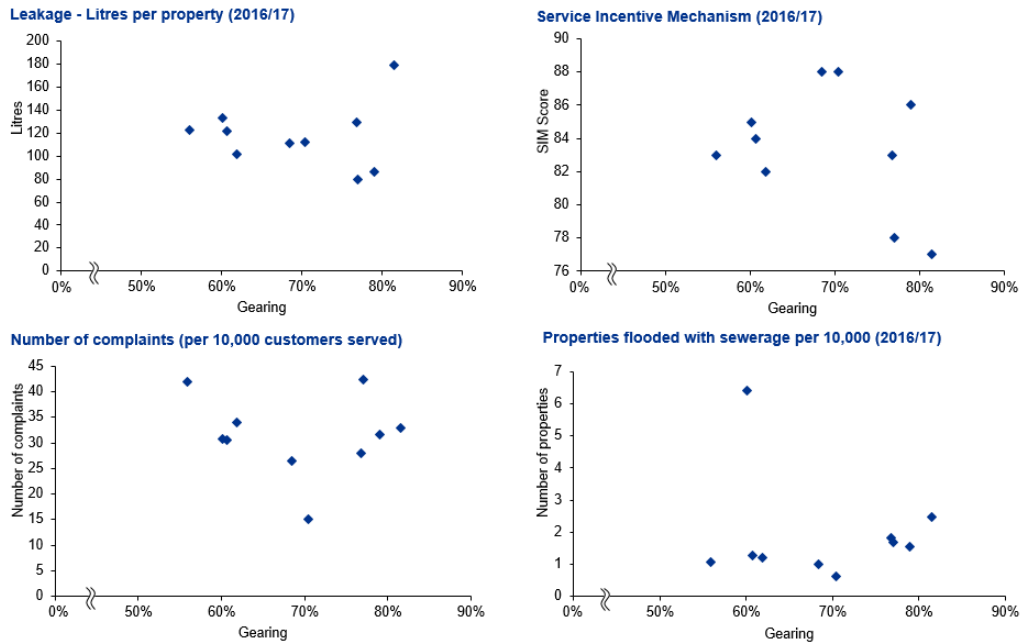 Leakage - Litres per property (2016/17)
200
180
160
140
120
100
80
60
40
20
0
Litres
0% 50% 60% 70% 80% 90%
Gearing
Service Incentive Mechanism (2016/17)
90
88
86
84
82
80
78
76
SIM Score
0% 50% 60% 70% 80% 90%
Gearing
Number of complaints (per 10,000 customers served)
45
40
35
30
25
20
15
10
5
0
Number of complaints
0% 50% 60% 70% 80% 90%
Gearing
Properties flooded with sewerage per 10,000 (2016/17)
7
6
5
4
3
2
1
0
Number of properties
0% 50% 60% 70% 80% 90%
Gearing